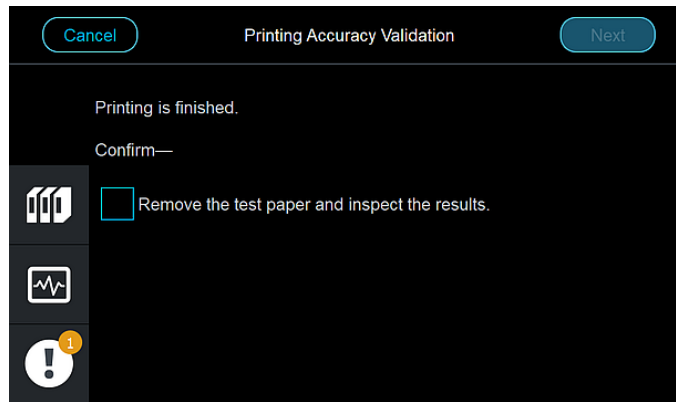 Cancel
Printing Accuracy Validation
Next
Printing is finished.
Confirm—
Remove the test paper and inspect the results.
1